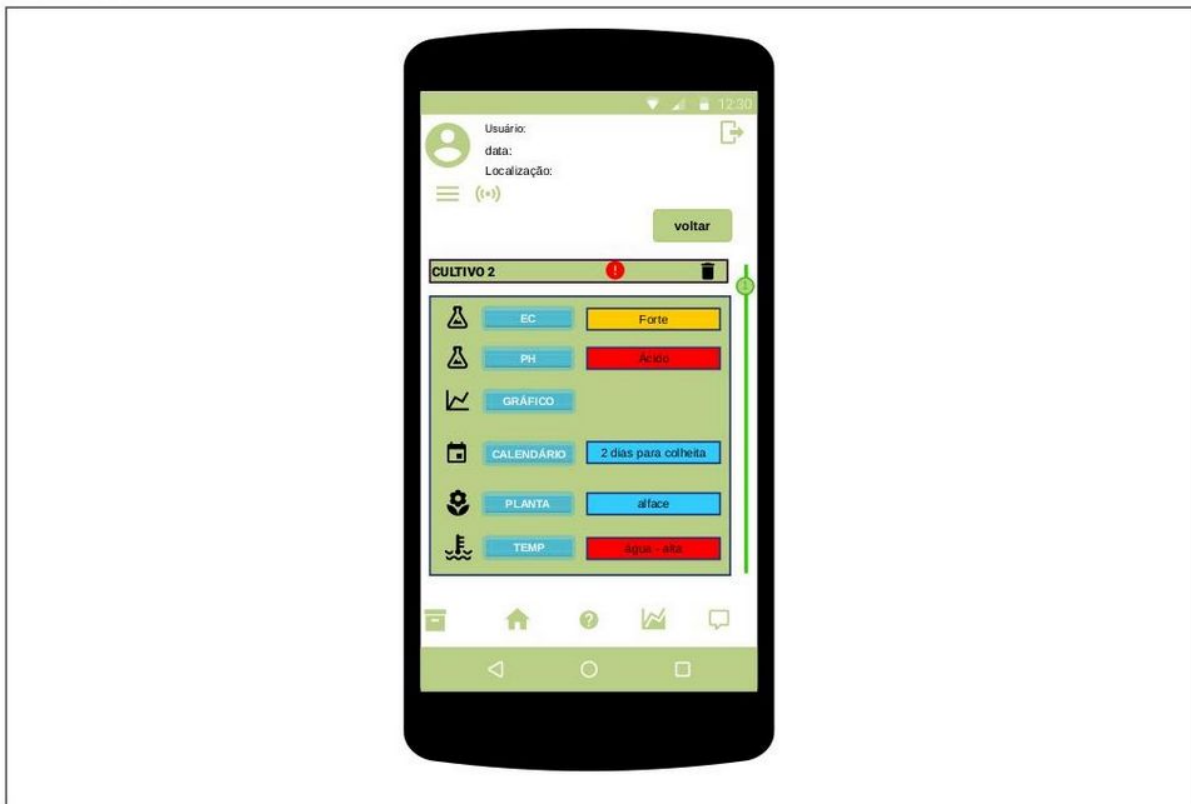 12:30
Usuário:
data:
Localização:
voltar
CULTIVO 2
1
EC Forte
PH Ácido
GRÁFICO
CALENDÁRIO 2 dias para colheita
PLANTA alface
TEMP água - alta